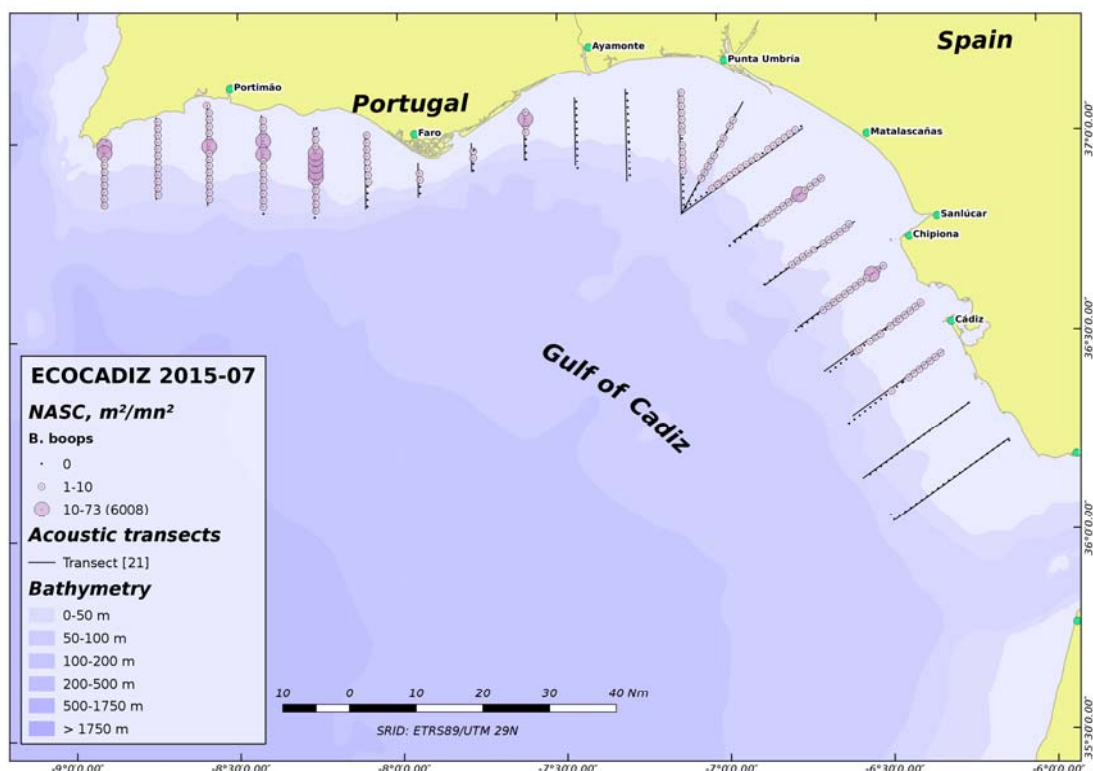 Spain
Ayamonte
Punta Umbría
Portimão
Portugal
Faro
Matalascañas
Sanlúcar
Chipiona
Cádiz
Gulf of Cadiz
ECOCADIZ 2015-07
NASC, m²/mn²
B. boops
0
1-10
10-73 (6008)
Acoustic transects
Transect [21]
Bathymetry
0-50 m
50-100 m
100-200 m
200-500 m
500-1750 m
> 1750 m
10 0 10 20 30 40 Nm
SRID: ETRS89/UTM 29N
37°0'0.00"
36°30'0.00"
36°0'0.00"
35°30'0.00"
-9°0'0.00" -8°30'0.00" -8°0'0.00" -7°30'0.00" -7°0'0.00" -6°30'0.00" -6°0'0.00"